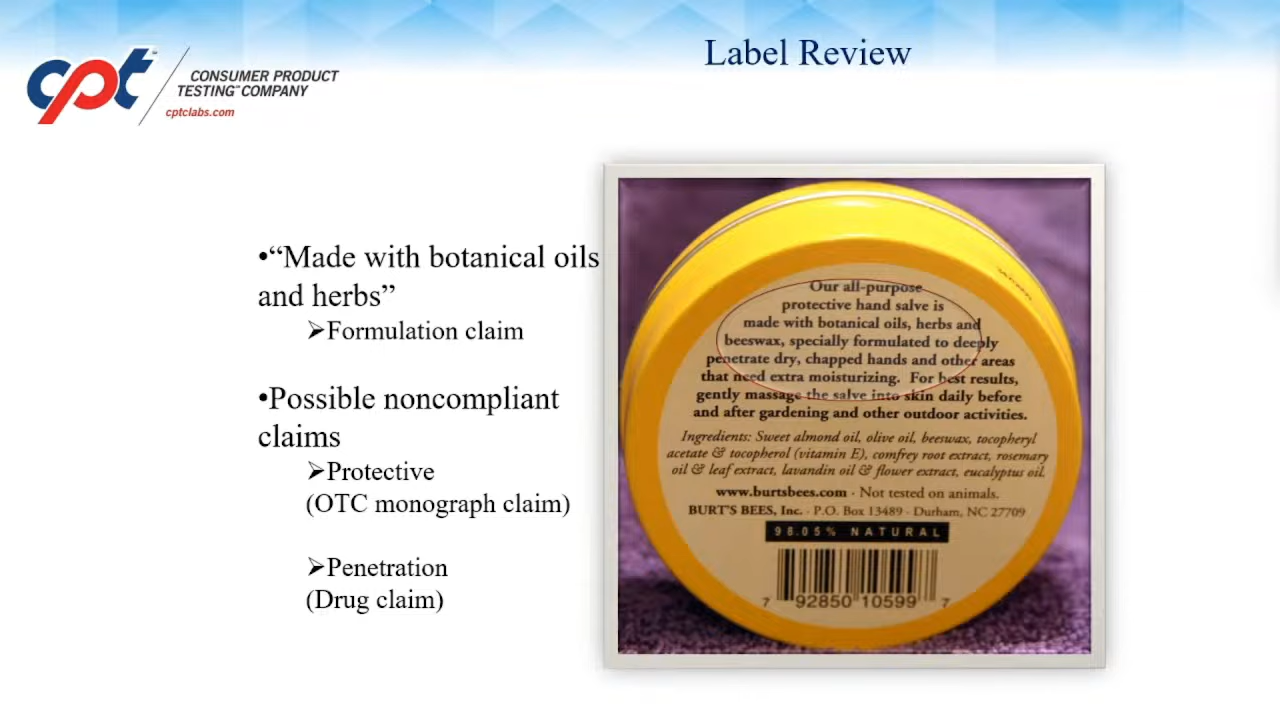 Label Review
cpt
CONSUMER PRODUCT
TESTING COMPANY
cptclabs.com
•“Made with botanical oils
and herbs”
➢Formulation claim
•Possible noncompliant
claims
➢Protective
(OTC monograph claim)
➢Penetration
(Drug claim)
Our all-purpose
protective hand salve is
made with botanical oils, herbs and
beeswax, specially formulated to deeply
penetrate dry, chapped hands and other areas
that need extra moisturizing. For best results,
gently massage the salve into skin daily before
and after gardening and other outdoor activities.
Ingredients: Sweet almond oil, olive oil, beeswax, tocopheryl
acetate & tocopherol (vitamin E), comfrey root extract, rosemary
oil & leaf extract, lavandin oil & flower extract, eucalyptus oil.
www.burtsbees.com · Not tested on animals.
BURT'S BEES, Inc. · P.O. Box 13489 · Durham, NC 27709
98.05% NATURAL
7 92850 10599 7